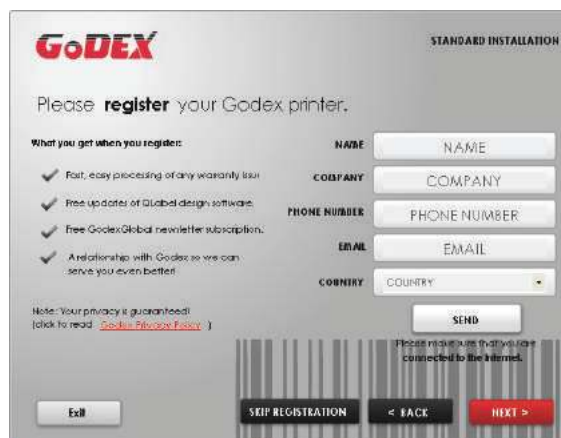 GoDEX
STANDARD INSTALLATION
Please register your Godex printer.
What you get when you register:
Fast, easy processing of any warranty issu
Free updates of QLabel design software.
Free GodexGlobal newsletter subscription.
A relationship with Godex so we can
serve you even better!
Note: Your privacy is guaranteed!
(click to read Godex Privacy Policy )
NAME
NAME
COMPANY
COMPANY
PHONE NUMBER
PHONE NUMBER
EMAIL
EMAIL
COUNTRY
COUNTRY
SEND
Please make sure that you are
connected to the internet.
Exit
SKIP REGISTRATION
< BACK
NEXT >